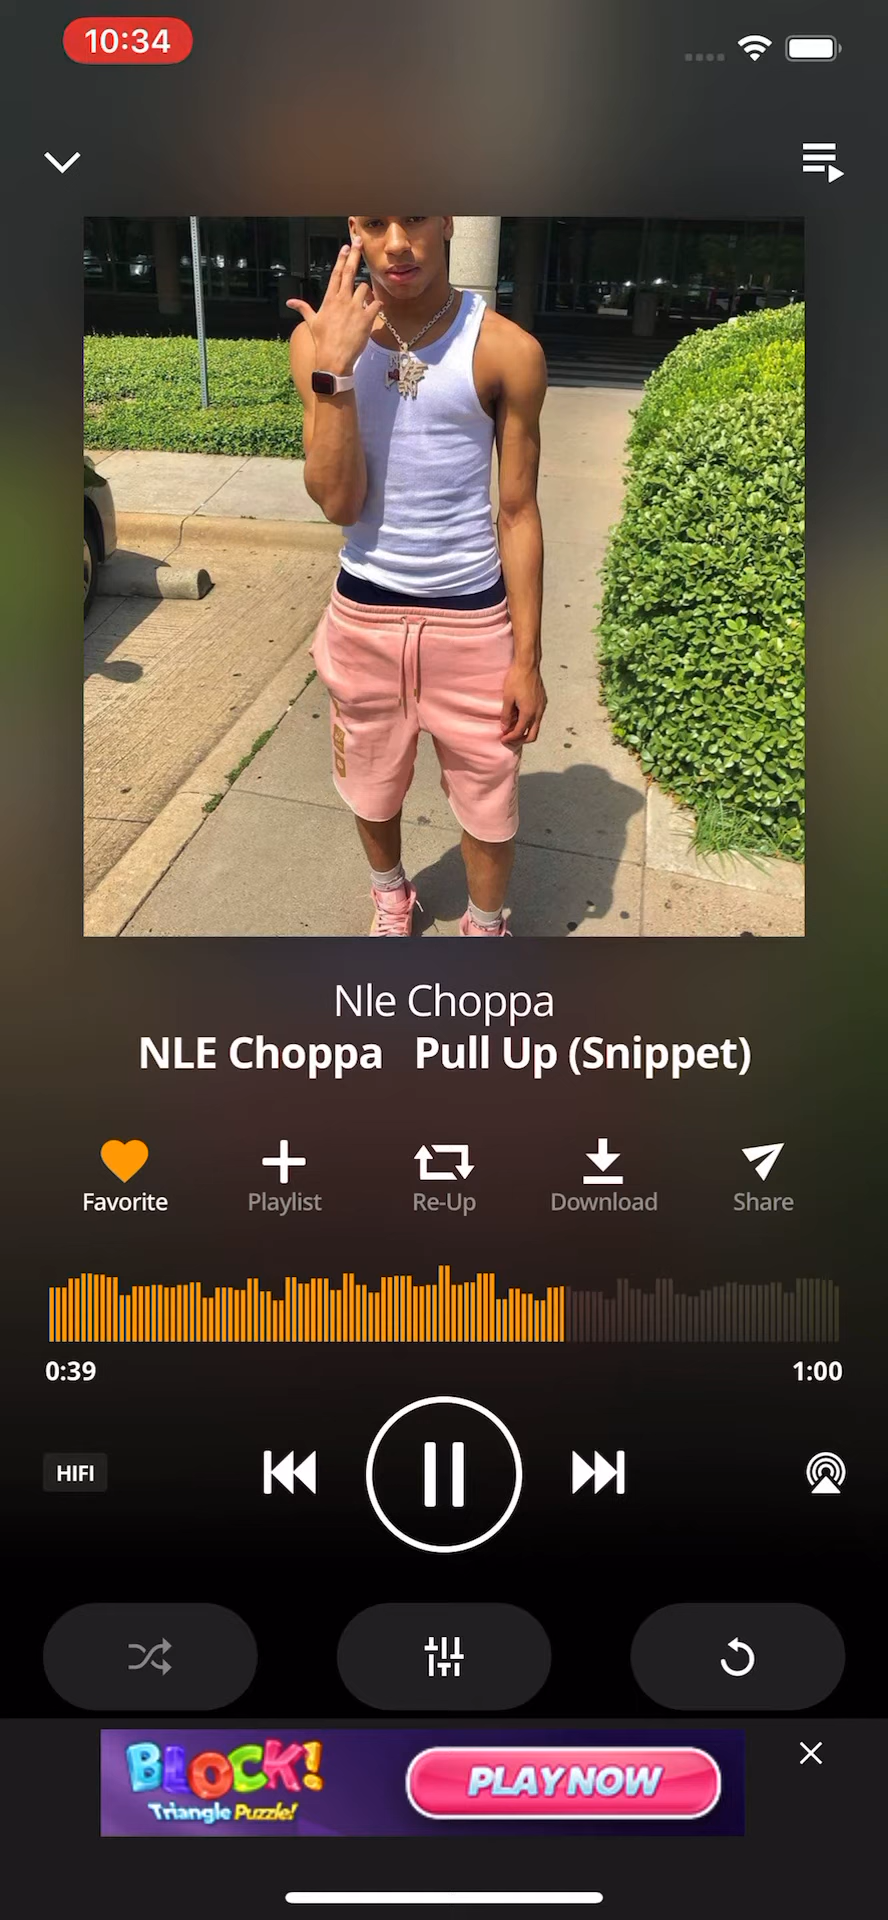 10:34
Nle Choppa
NLE Choppa Pull Up (Snippet)
Favorite
Playlist
Re-Up
Download
Share
0:39
1:00
HIFI
BLOCK!
Triangle Puzzle!
PLAY NOW